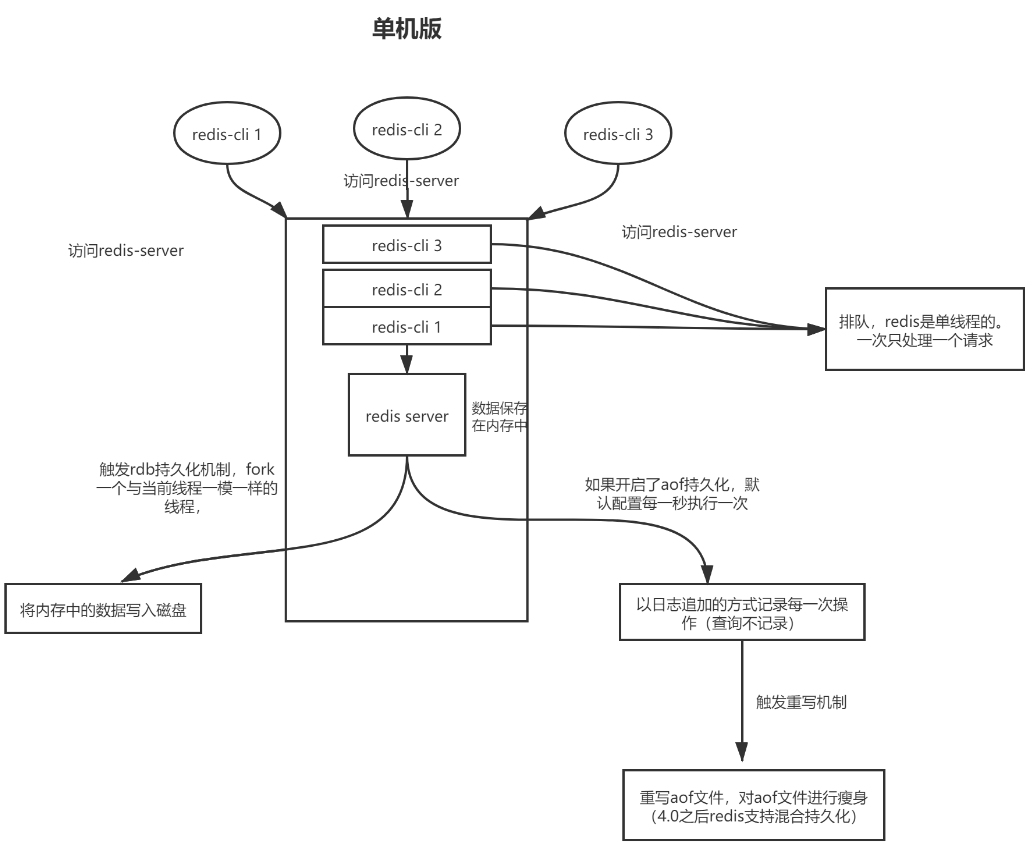 单机版
redis-cli 1
redis-cli 2
redis-cli 3
访问redis-server
访问redis-server
访问redis-server
redis-cli 3
redis-cli 2
redis-cli 1
排队，redis是单线程的。
一次只处理一个请求
redis server
数据保存
在内存中
触发rdb持久化机制，fork
一个与当前线程一模一样的
线程，
如果开启了aof持久化，默
认配置每一秒执行一次
将内存中的数据写入磁盘
以日志追加的方式记录每一次操
作（查询不记录）
触发重写机制
重写aof文件，对aof文件进行瘦身
（4.0之后redis支持混合持久化）